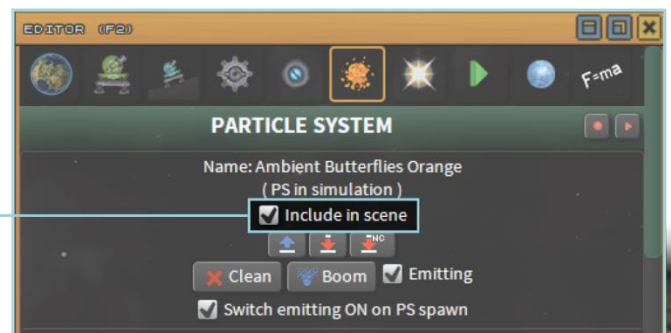 EDITOR (F2)
F=ma
PARTICLE SYSTEM
Name: Ambient Butterflies Orange
( PS in simulation )
Include in scene
NC
Clean Boom Emitting
Switch emitting ON on PS spawn